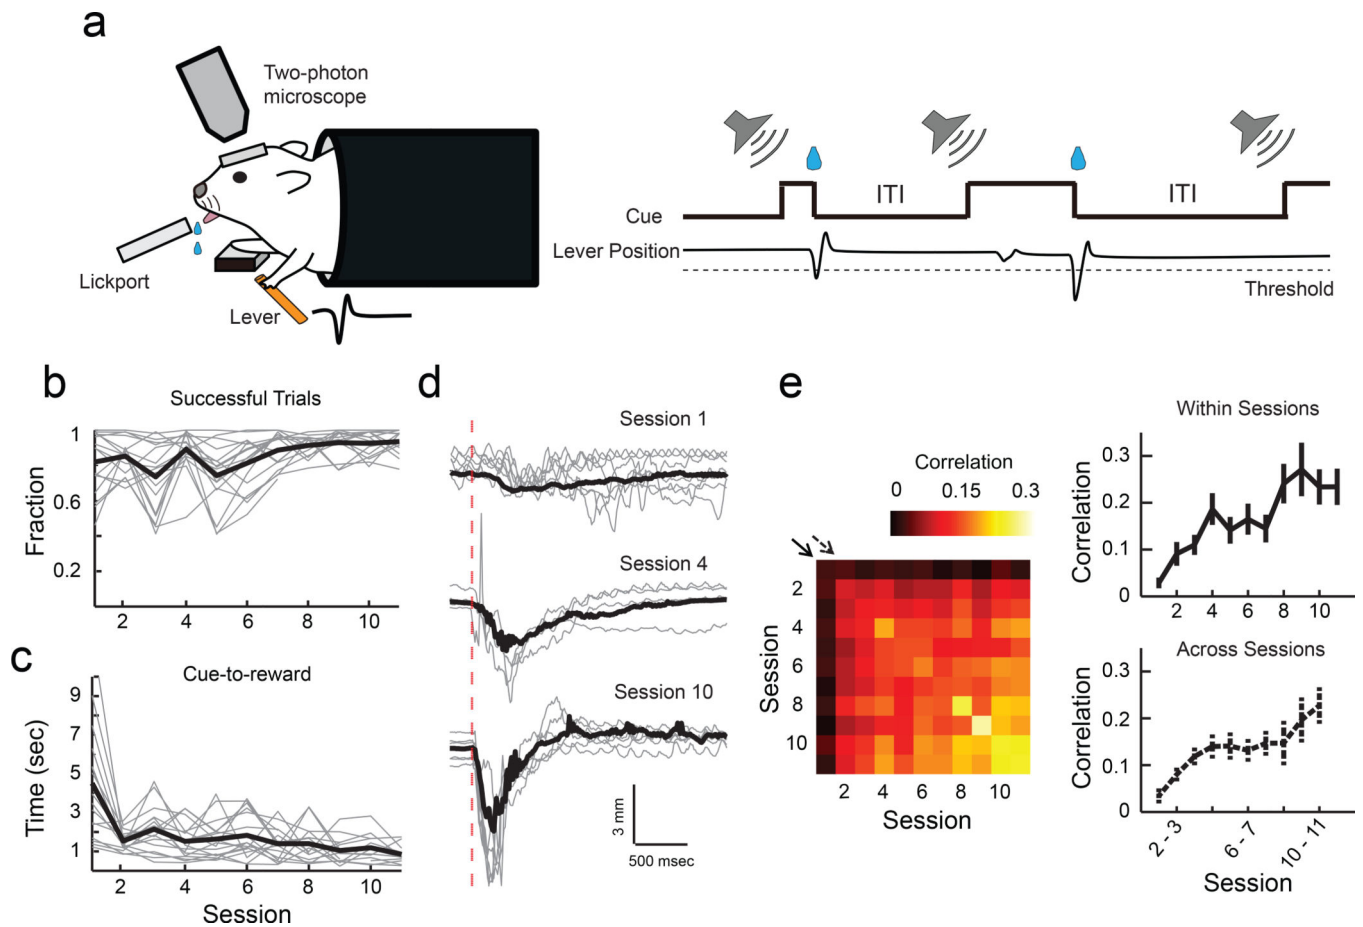 a
Two-photon
microscope
Lickport
Lever
ITI
ITI
Cue
Lever Position
Threshold
b
Successful Trials
Fraction
1
0.6
0.2
2
4
6
8
10
c
Cue-to-reward
Time (sec)
9
7
5
3
1
2
4
6
8
10
Session
d
Session 1
Session 4
Session 10
3 mm
500 msec
e
Correlation
0
0.15
0.3
Session
2
4
6
8
10
2
4
6
8
10
Session
Within Sessions
Correlation
0.3
0.2
0.1
0
2
4
6
8
10
Across Sessions
Correlation
0.3
0.2
0.1
0
2 - 3
6 - 7
10 - 11
Session